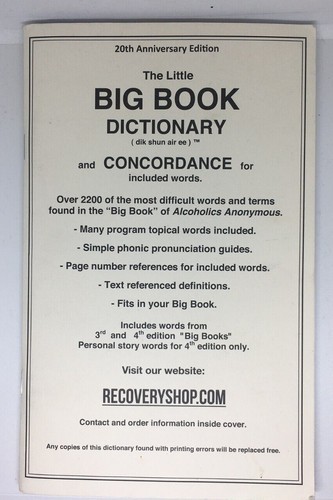 20th Anniversary Edition
The Little
BIG BOOK
DICTIONARY
( dik shun air ee ) ™
and CONCORDANCE for
included words.
Over 2200 of the most difficult words and terms
found in the "Big Book" of Alcoholics Anonymous.
- Many program topical words included.
- Simple phonic pronunciation guides.
- Page number references for included words.
- Text referenced definitions.
- Fits in your Big Book.
Includes words from
3rd and 4th edition "Big Books"
Personal story words for 4th edition only.
Visit our website:
RECOVERYSHOP.COM
Contact and order information inside cover.
Any copies of this dictionary found with printing errors will be replaced free.